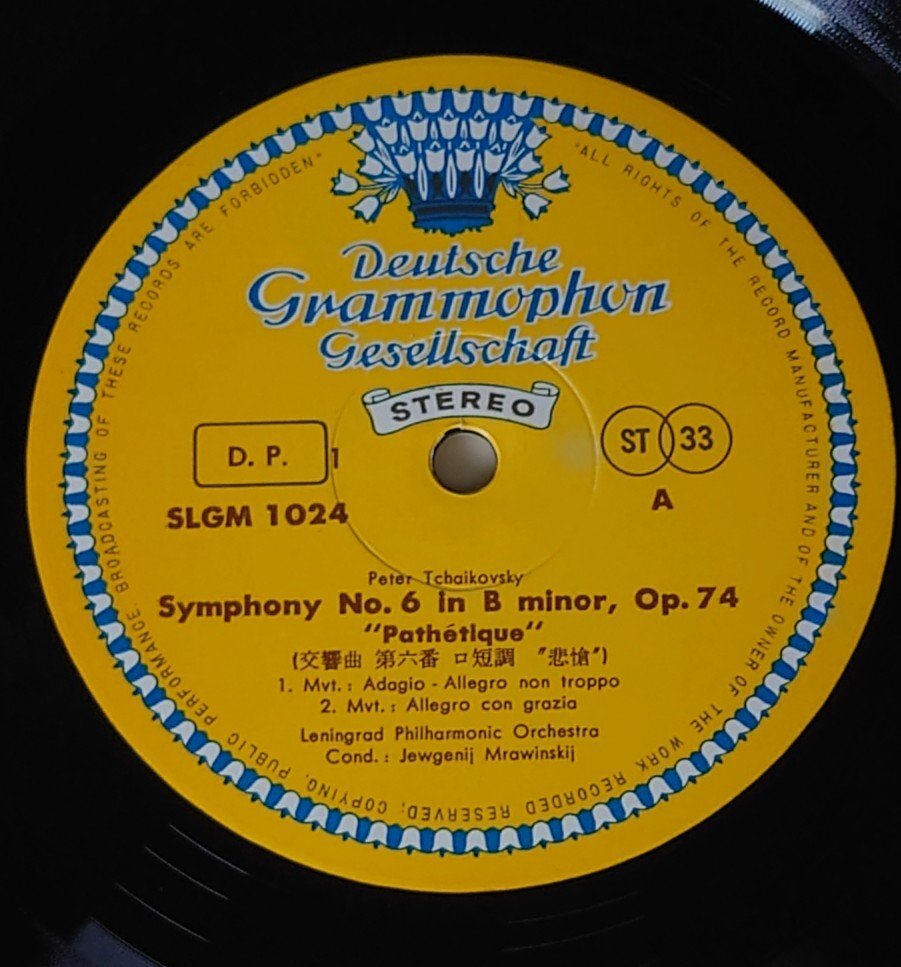 "ALL RIGHTS OF THE RECORD MANUFACTURER AND OF THE OWNER OF THE WORK RECORDED RESERVED; COPYING, PUBLIC PERFORMANCE, BROADCASTING OF THESE RECORDS ARE FORBIDDEN"
Deutsche
Grammophon
Gesellschaft
STEREO
D. P. 1
ST 33
SLGM 1024
A
Peter Tchaikovsky
Symphony No. 6 in B minor, Op. 74
"Pathétique"
(交響曲 第六番 ロ短調 〝悲愴〞)
1. Mvt.: Adagio - Allegro non troppo
2. Mvt.: Allegro con grazia
Leningrad Philharmonic Orchestra
Cond.: Jewgenij Mrawinskij